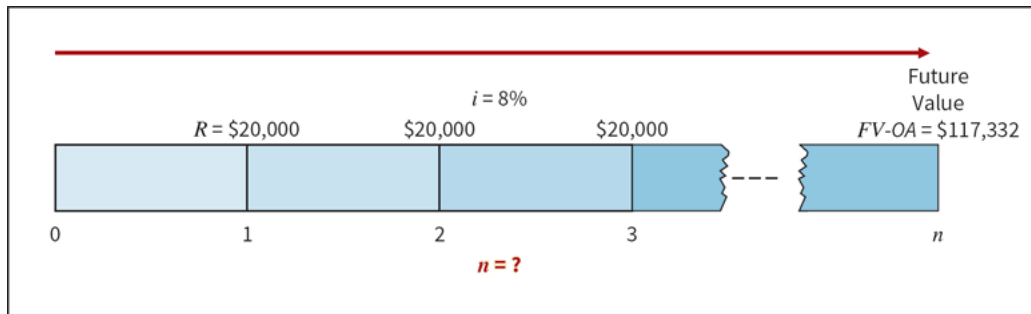 Future
Value
i = 8%
R = $20,000 $20,000 $20,000 FV-OA = $117,332
0 1 2 3 n
n = ?